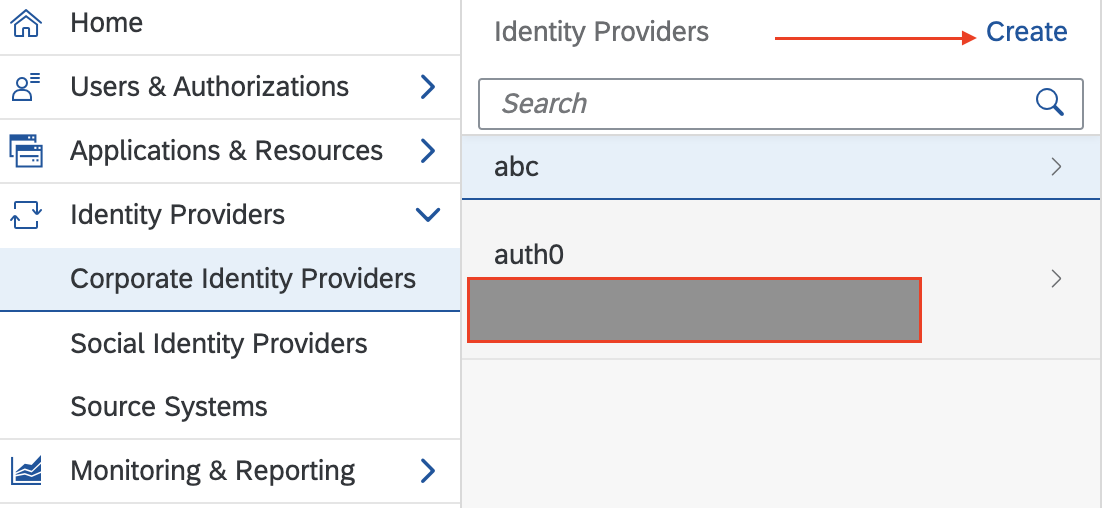 Home
Users & Authorizations
Applications & Resources
Identity Providers
Corporate Identity Providers
Social Identity Providers
Source Systems
Monitoring & Reporting
Identity Providers
Create
Search
abc
auth0